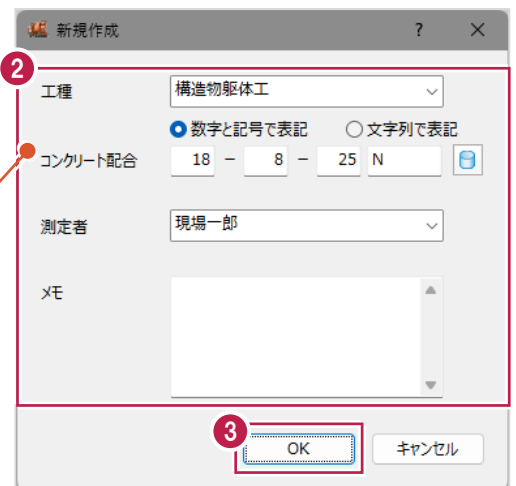 新規作成 ? ×
2
工種 構造物躯体工
数字と記号で表記 文字列で表記
コンクリート配合 18 - 8 - 25 N
測定者 現場一郎
メモ
3
OK キャンセル